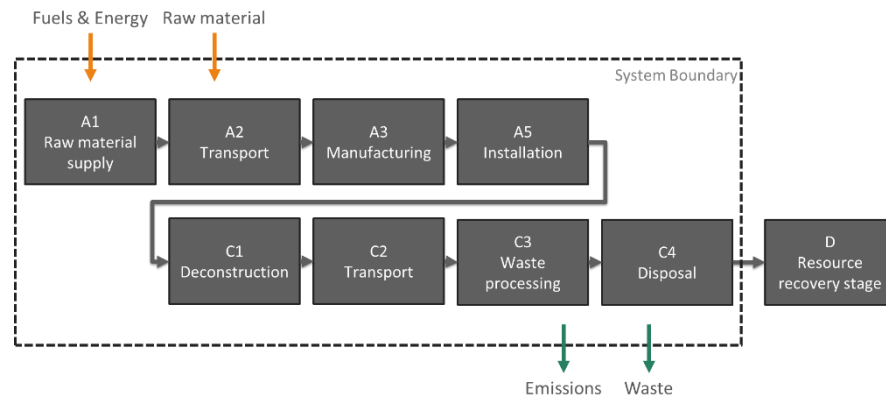 Fuels & Energy
Raw material
System Boundary
A1
Raw material
supply
A2
Transport
A3
Manufacturing
A5
Installation
C1
Deconstruction
C2
Transport
C3
Waste
processing
C4
Disposal
D
Resource
recovery stage
Emissions
Waste